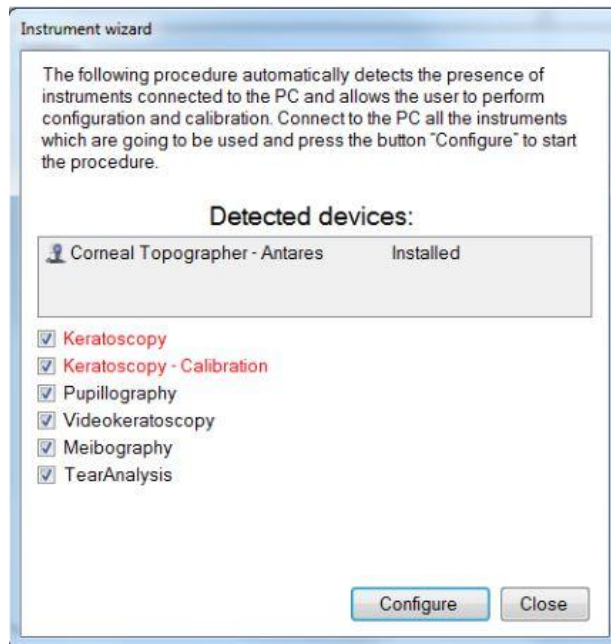 Instrument wizard
The following procedure automatically detects the presence of
instruments connected to the PC and allows the user to perform
configuration and calibration. Connect to the PC all the instruments
which are going to be used and press the button "Configure" to start
the procedure.
Detected devices:
Corneal Topographer - Antares Installed
Keratoscopy
Keratoscopy - Calibration
Pupillography
Videokeratoscopy
Meibography
TearAnalysis
Configure Close